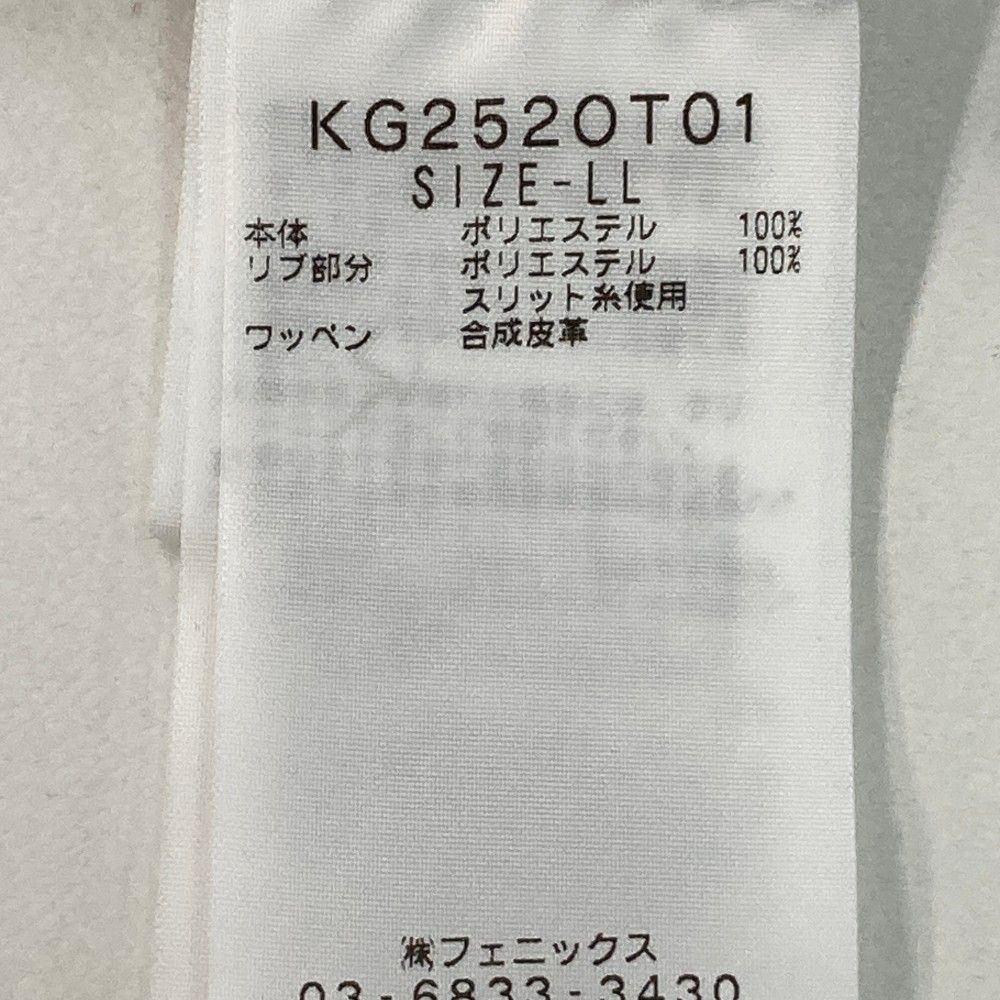 KG252OT01
SIZE-LL
本体 ポリエステル 100%
リブ部分 ポリエステル 100%
スリット糸使用
ワッペン 合成皮革
㈱フェニックス
03-6833-3430